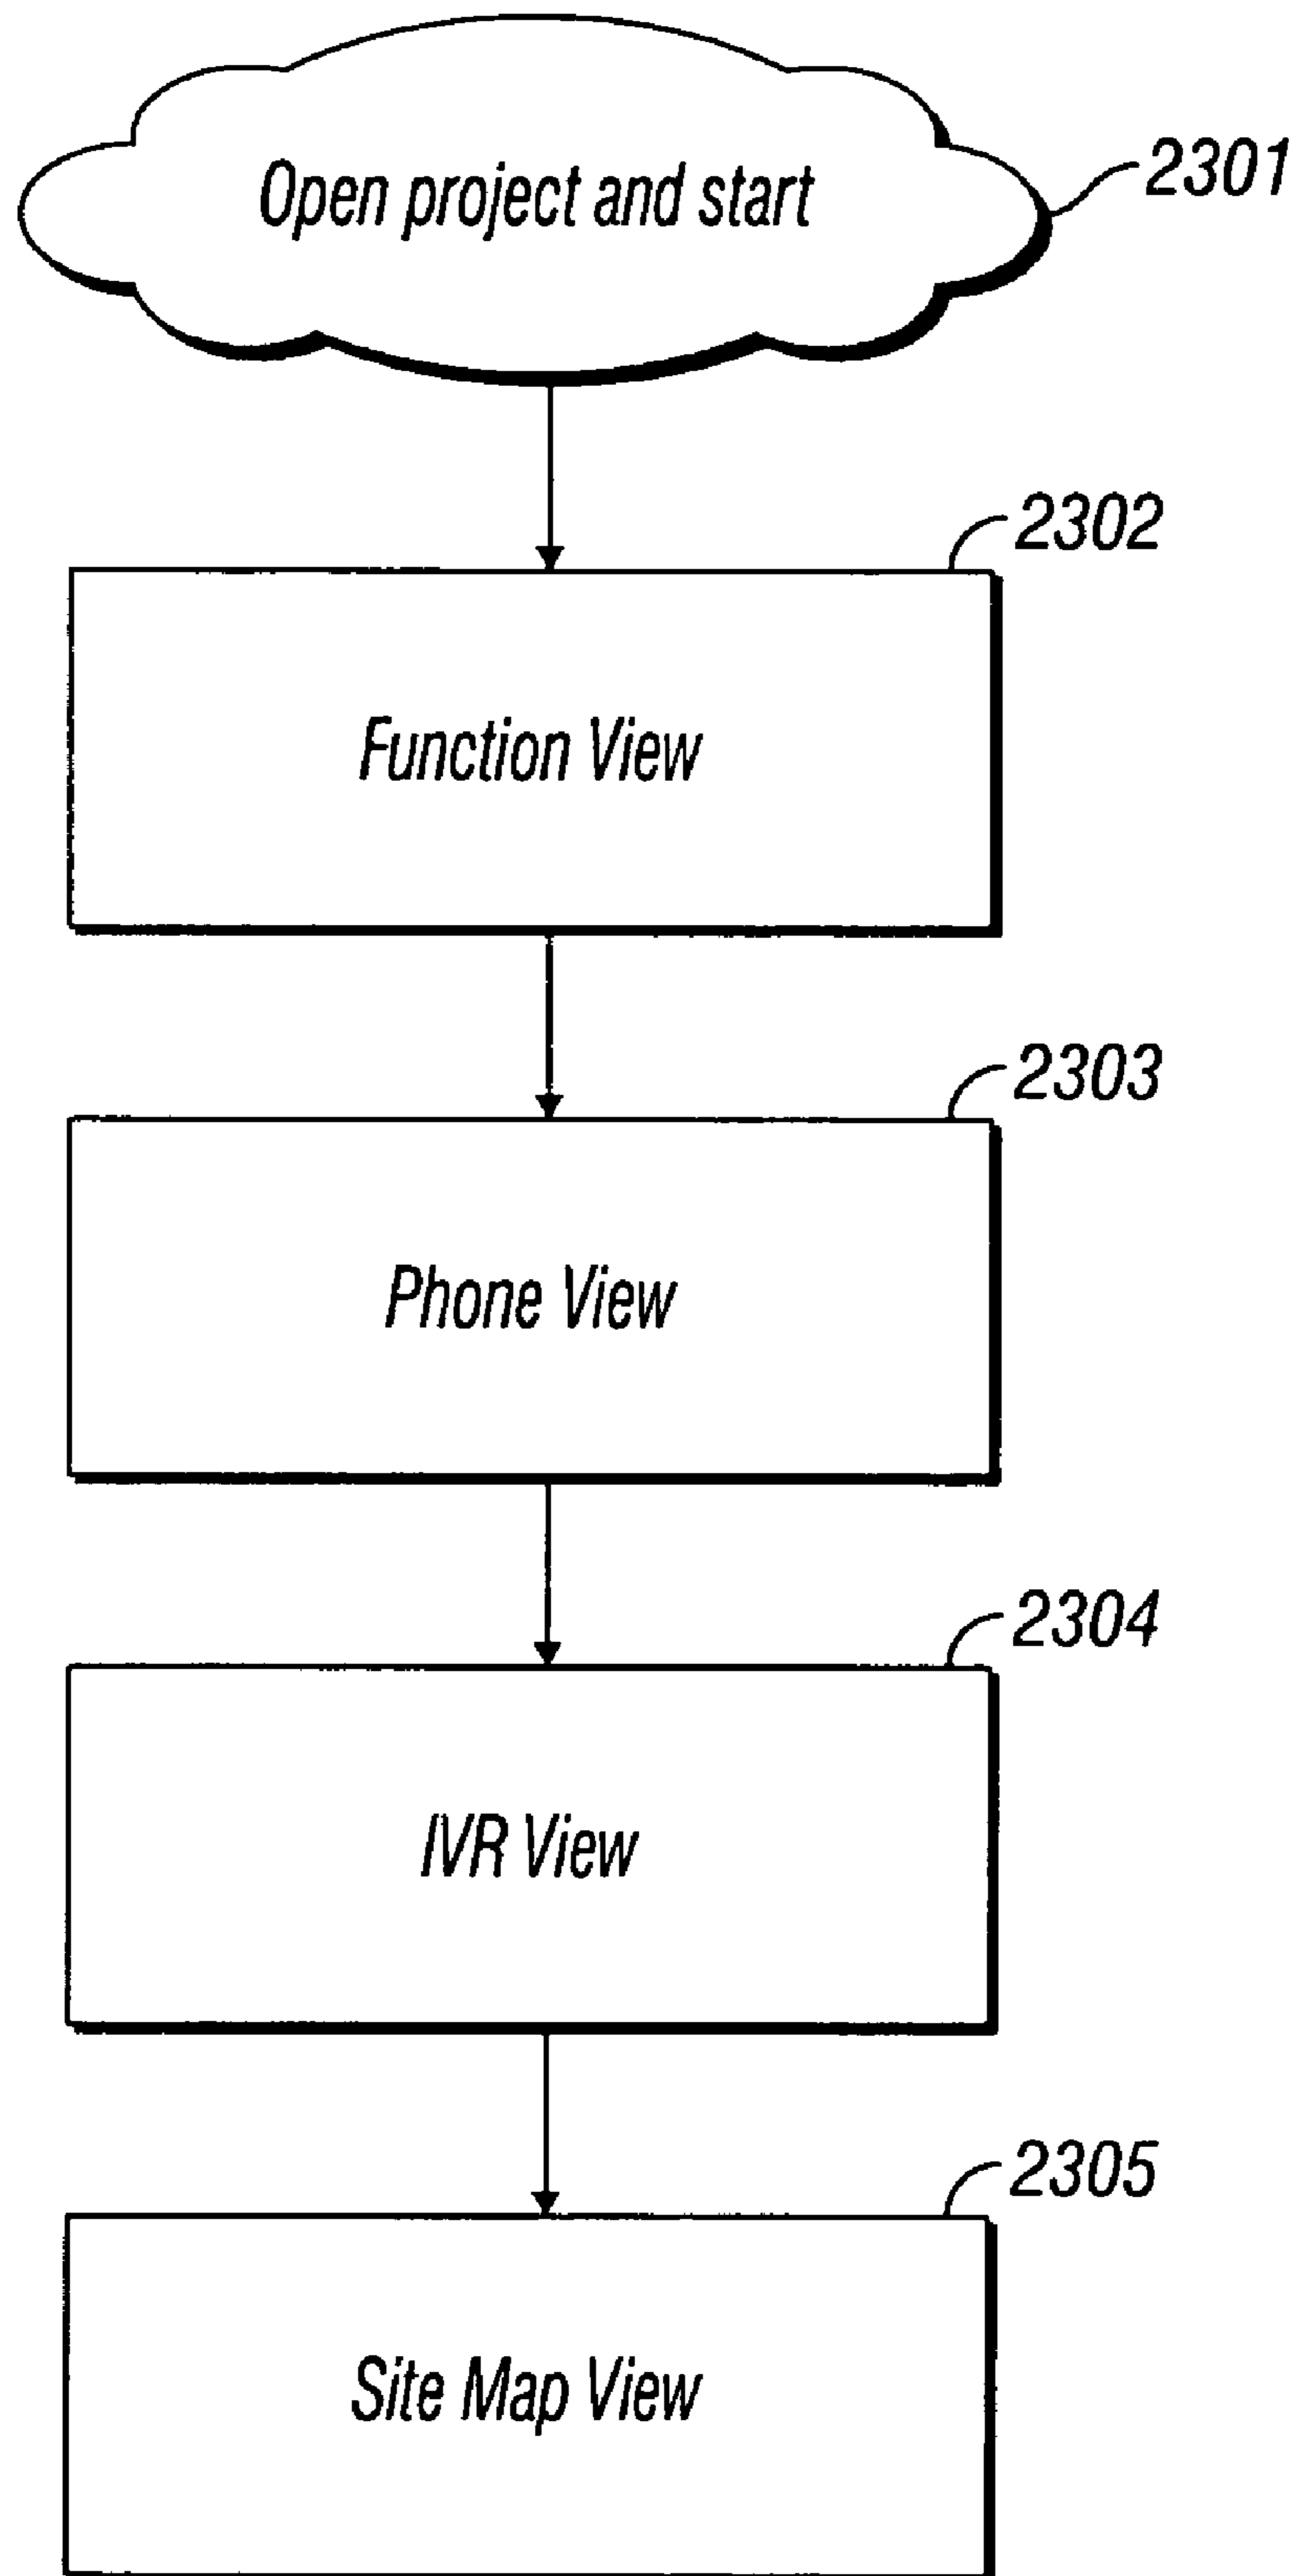 Open project and start
2301
2302
Function View
2303
Phone View
2304
IVR View
2305
Site Map View